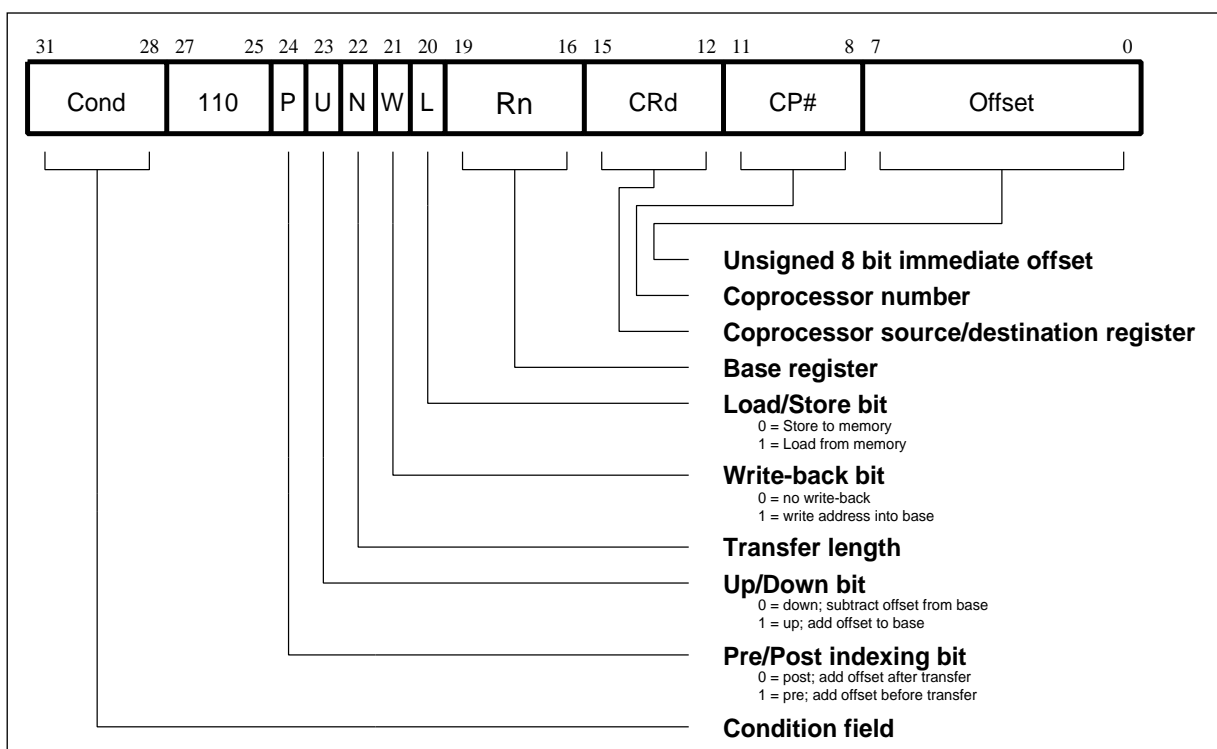 31 28 27 25 24 23 22 21 20 19 16 15 12 11 8 7 0
Cond 110 P U N W L Rn CRd CP# Offset
Unsigned 8 bit immediate offset
Coprocessor number
Coprocessor source/destination register
Base register
Load/Store bit
0 = Store to memory
1 = Load from memory
Write-back bit
0 = no write-back
1 = write address into base
Transfer length
Up/Down bit
0 = down; subtract offset from base
1 = up; add offset to base
Pre/Post indexing bit
0 = post; add offset after transfer
1 = pre; add offset before transfer
Condition field